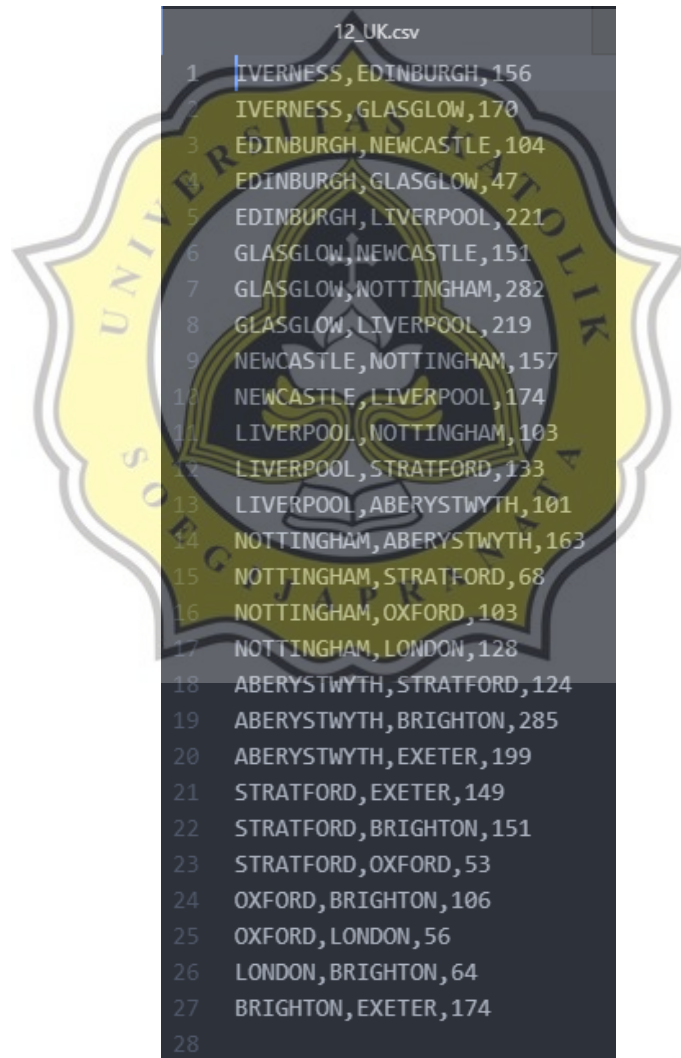 12_UK.csv
1 IVERNESS,EDINBURGH,156
2 IVERNESS,GLASGLOW,170
3 EDINBURGH,NEWCASTLE,104
4 EDINBURGH,GLASGLOW,47
5 EDINBURGH,LIVERPOOL,221
6 GLASGLOW,NEWCASTLE,151
7 GLASGLOW,NOTTINGHAM,282
8 GLASGLOW,LIVERPOOL,219
9 NEWCASTLE,NOTTINGHAM,157
10 NEWCASTLE,LIVERPOOL,174
11 LIVERPOOL,NOTTINGHAM,103
12 LIVERPOOL,STRATFORD,133
13 LIVERPOOL,ABERYSTWYTH,101
14 NOTTINGHAM,ABERYSTWYTH,163
15 NOTTINGHAM,STRATFORD,68
16 NOTTINGHAM,OXFORD,103
17 NOTTINGHAM,LONDON,128
18 ABERYSTWYTH,STRATFORD,124
19 ABERYSTWYTH,BRIGHTON,285
20 ABERYSTWYTH,EXETER,199
21 STRATFORD,EXETER,149
22 STRATFORD,BRIGHTON,151
23 STRATFORD,OXFORD,53
24 OXFORD,BRIGHTON,106
25 OXFORD,LONDON,56
26 LONDON,BRIGHTON,64
27 BRIGHTON,EXETER,174
28
UNIVERSITAS KATOLIK
SOEGIJAPRANATA